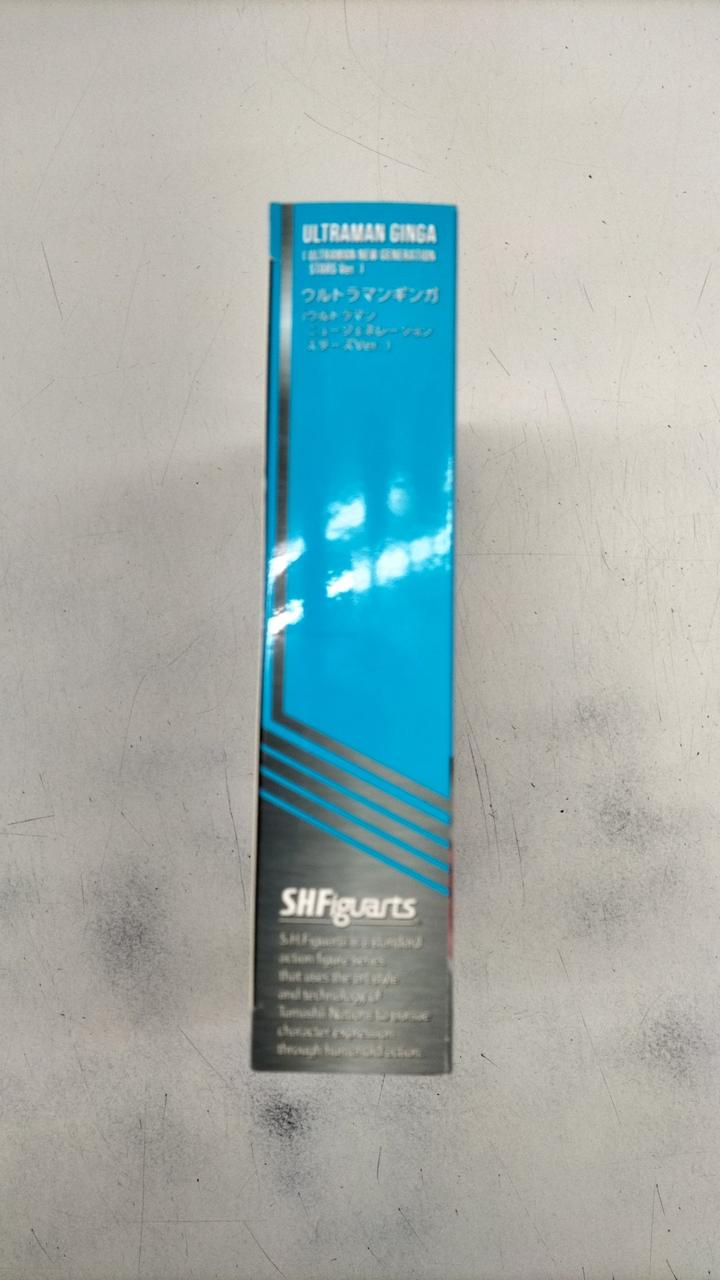 ULTRAMAN GINGA
( ULTRAMAN NEW GENERATION
STARS Ver. )
ウルトラマンギンガ
(ウルトラマン
ニュージェネレーション
スターズVer. )
S.H.Figuarts
S.H.Figuarts is a standard
action figure series
that uses the art style
and technology of
Tamashii Nations to pursue
character expression
through humanoid action.